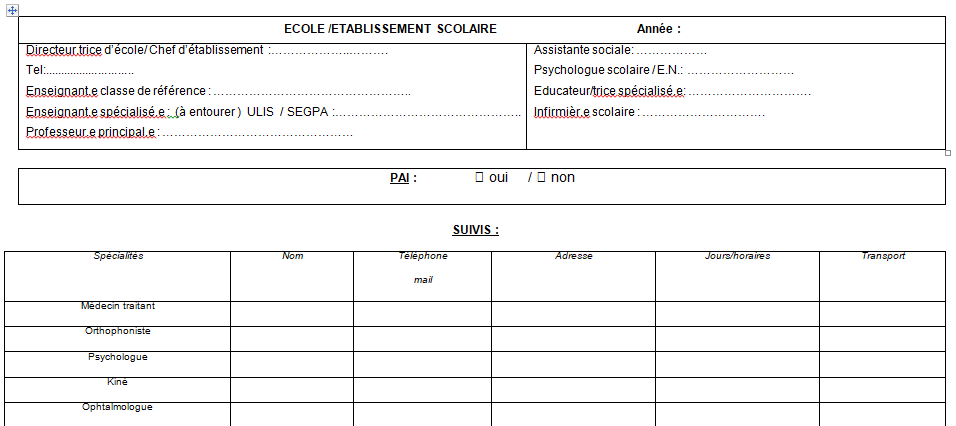 ECOLE /ETABLISSEMENT SCOLAIRE Année :
Directeur.trice d'école/ Chef d'établissement :…………………………
Tel:..............................
Enseignant.e classe de référence : ……………………………………………
Enseignant.e spécialisé.e : (à entourer ) ULIS / SEGPA :…………………………………………
Professeur.e principal.e : …………………………………………
Assistante sociale: ………………
Psychologue scolaire / E.N.: ………………………
Educateur/trice spécialisé.e: ………………………….
Infirmièr.e scolaire : ………………………….
PAI : ☐ oui / ☐ non
SUIVIS :
Spécialités Nom Téléphone Adresse Jours/horaires Transport
mail
Médecin traitant
Orthophoniste
Psychologue
Kiné
Ophtalmologue